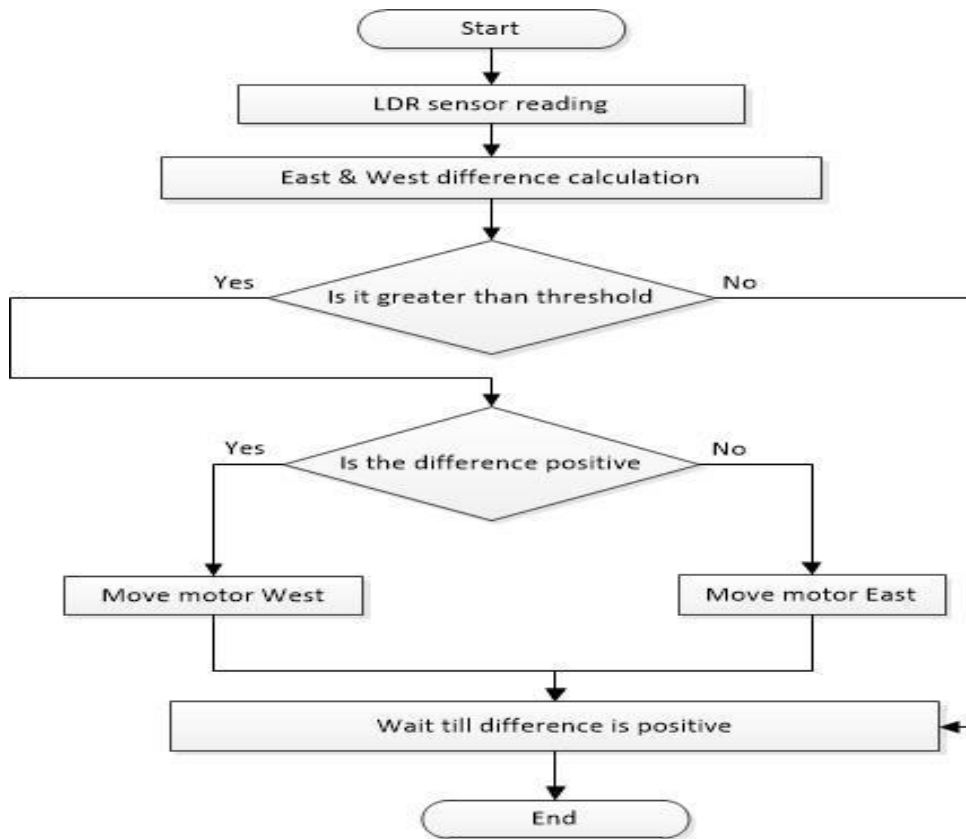 Start
LDR sensor reading
East & West difference calculation
Yes
Is it greater than threshold
No
Yes
Is the difference positive
No
Move motor West
Move motor East
Wait till difference is positive
End